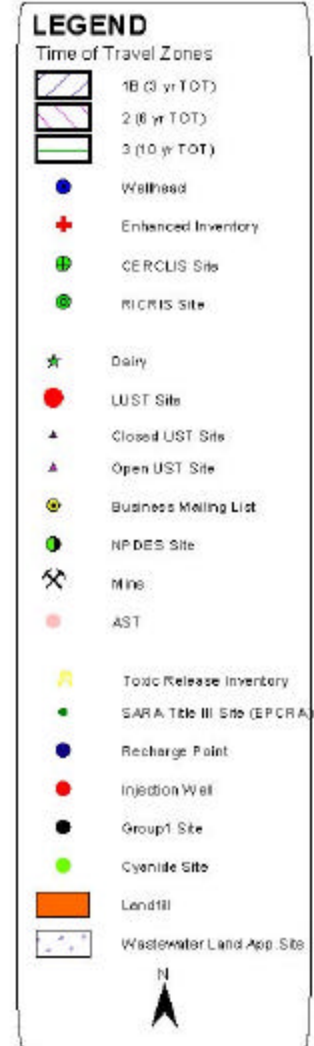 LEGEND
Time of Travel Zones
1B (3 yr TOT)
2 (6 yr TOT)
3 (10 yr TOT)
Wellhead
Enhanced Inventory
CERCLIS Site
RICRIS Site
Dairy
LUST Site
Closed UST Site
Open UST Site
Business Mailing List
NPDES Site
Mine
AST
Toxic Release Inventory
SARA Title III Site (EPCRA)
Recharge Point
Injection Well
Group1 Site
Cyanide Site
Landfill
Wastewater Land App.Site
N